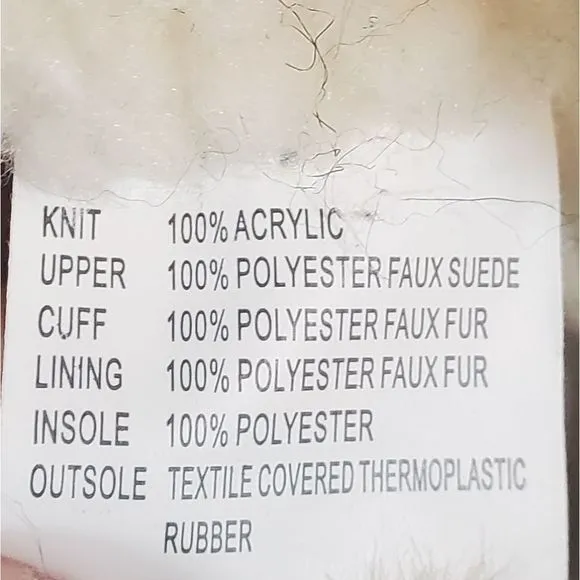 KNIT 100% ACRYLIC
UPPER 100% POLYESTER FAUX SUEDE
CUFF 100% POLYESTER FAUX FUR
LINING 100% POLYESTER FAUX FUR
INSOLE 100% POLYESTER
OUTSOLE TEXTILE COVERED THERMOPLASTIC
RUBBER